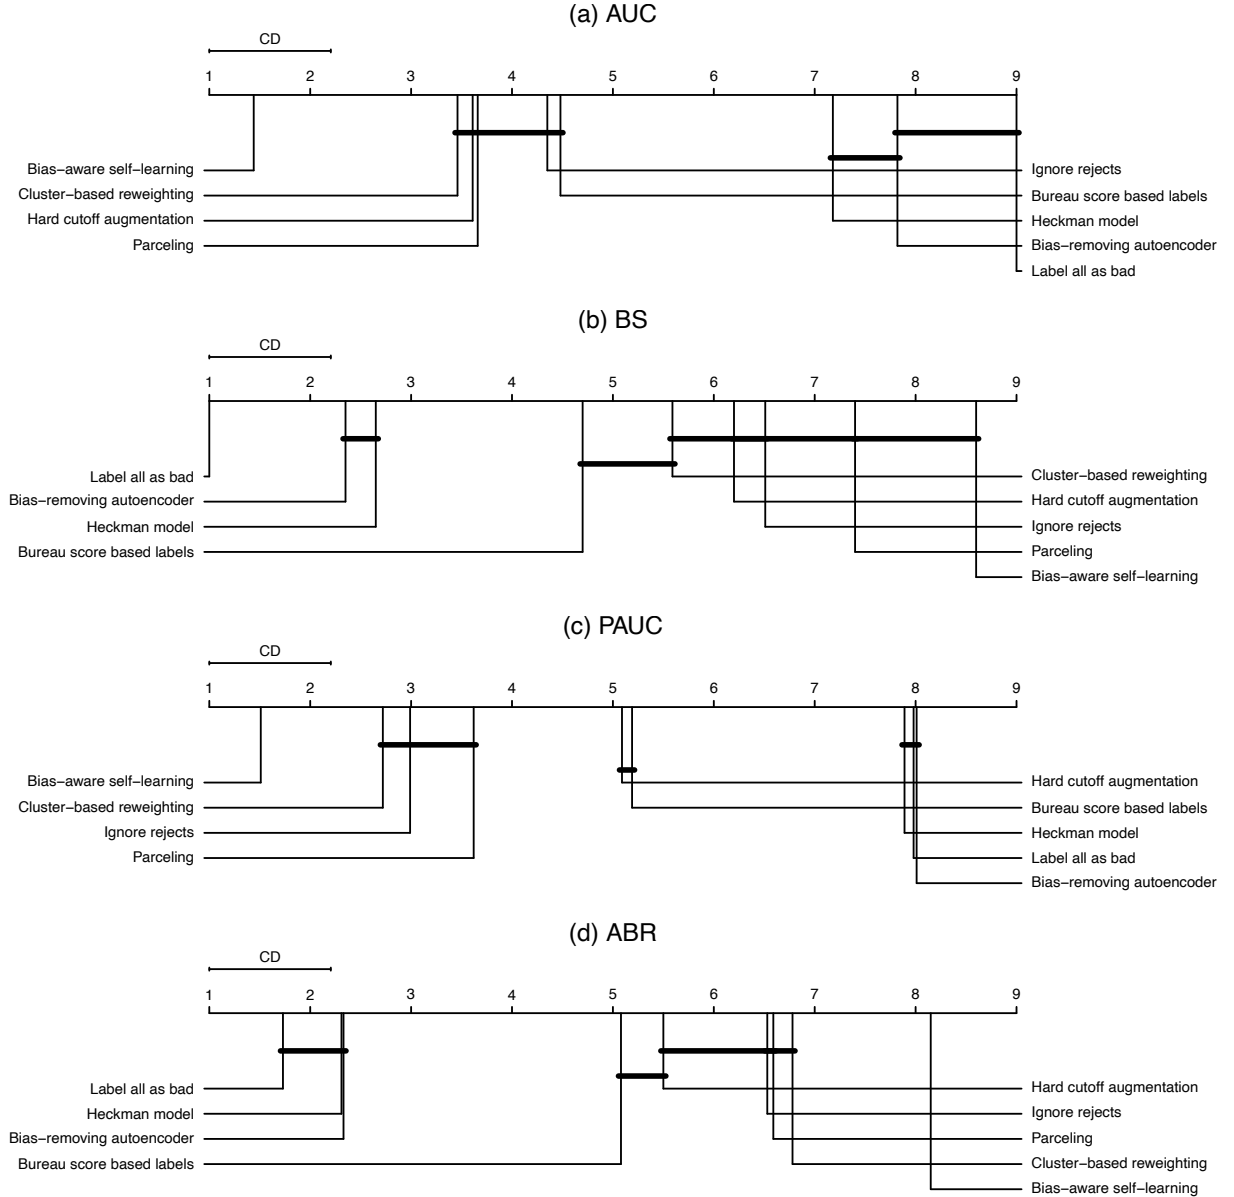 (a) AUC
CD
1 2 3 4 5 6 7 8 9
Bias−aware self−learning Ignore rejects
Cluster−based reweighting Bureau score based labels
Hard cutoff augmentation Heckman model
Parceling Bias−removing autoencoder
Label all as bad
(b) BS
CD
1 2 3 4 5 6 7 8 9
Label all as bad Cluster−based reweighting
Bias−removing autoencoder Hard cutoff augmentation
Heckman model Ignore rejects
Bureau score based labels Parceling
Bias−aware self−learning
(c) PAUC
CD
1 2 3 4 5 6 7 8 9
Bias−aware self−learning Hard cutoff augmentation
Cluster−based reweighting Bureau score based labels
Ignore rejects Heckman model
Parceling Label all as bad
Bias−removing autoencoder
(d) ABR
CD
1 2 3 4 5 6 7 8 9
Label all as bad Hard cutoff augmentation
Heckman model Ignore rejects
Bias−removing autoencoder Parceling
Bureau score based labels Cluster−based reweighting
Bias−aware self−learning